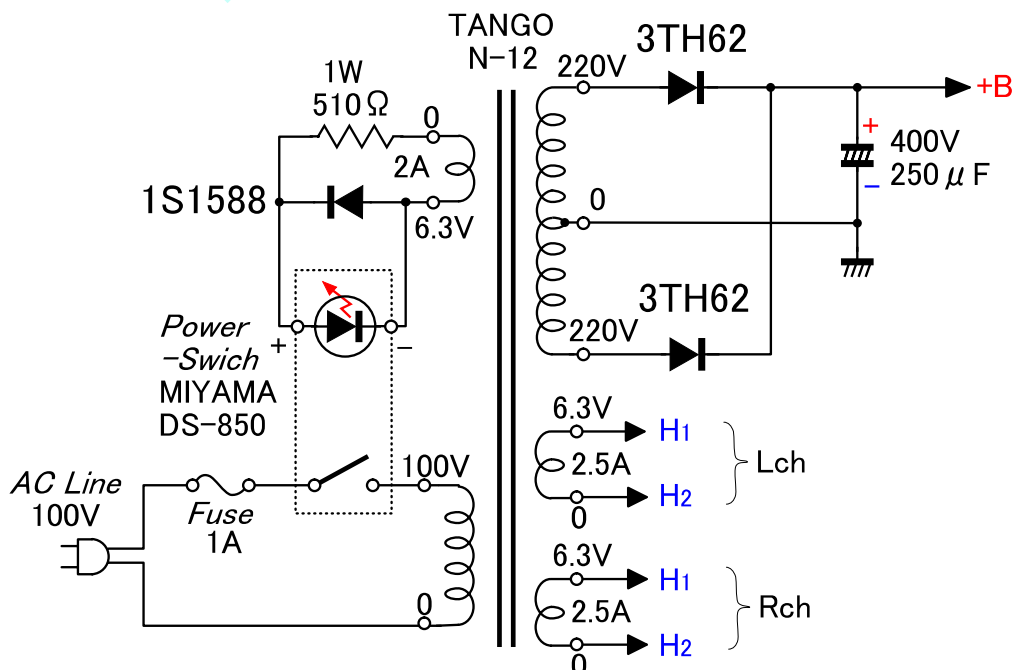 TANGO
N-12
1W
510Ω
0
2A
6.3V
1S1588
+
−
Power
-Swich
MIYAMA
DS-850
AC Line
100V
Fuse
1A
100V
0
220V
3TH62
+B
+
400V
−
250μF
0
3TH62
220V
6.3V
H1
2.5A
Lch
H2
0
6.3V
H1
2.5A
Rch
H2
0